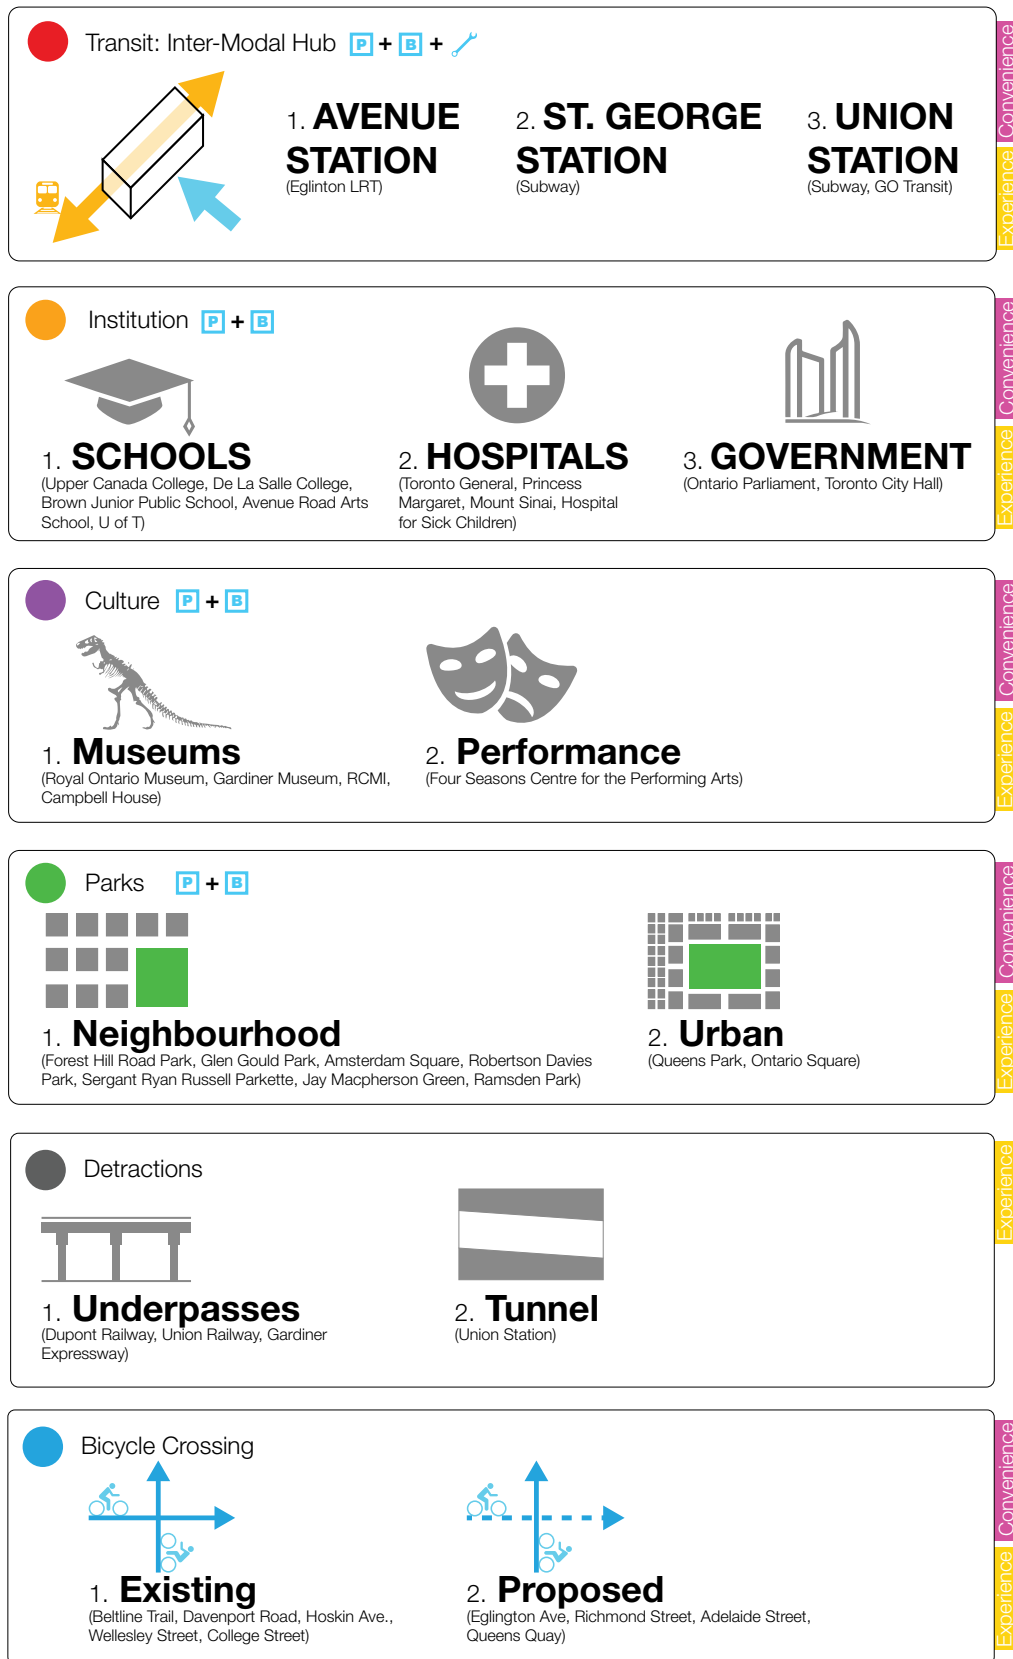 Transit: Inter-Modal Hub P + B +
Convenience
Experience
1. AVENUE
STATION
(Eglinton LRT)
2. ST. GEORGE
STATION
(Subway)
3. UNION
STATION
(Subway, GO Transit)
Institution P + B
Convenience
Experience
1. SCHOOLS
(Upper Canada College, De La Salle College,
Brown Junior Public School, Avenue Road Arts
School, U of T)
2. HOSPITALS
(Toronto General, Princess
Margaret, Mount Sinai, Hospital
for Sick Children)
3. GOVERNMENT
(Ontario Parliament, Toronto City Hall)
Culture P + B
Convenience
Experience
1. Museums
(Royal Ontario Museum, Gardiner Museum, RCMI,
Campbell House)
2. Performance
(Four Seasons Centre for the Performing Arts)
Parks P + B
Convenience
Experience
1. Neighbourhood
(Forest Hill Road Park, Glen Gould Park, Amsterdam Square, Robertson Davies
Park, Sergant Ryan Russell Parkette, Jay Macpherson Green, Ramsden Park)
2. Urban
(Queens Park, Ontario Square)
Detractions
Experience
1. Underpasses
(Dupont Railway, Union Railway, Gardiner
Expressway)
2. Tunnel
(Union Station)
Bicycle Crossing
Convenience
Experience
1. Existing
(Beltline Trail, Davenport Road, Hoskin Ave.,
Wellesley Street, College Street)
2. Proposed
(Eglington Ave, Richmond Street, Adelaide Street,
Queens Quay)